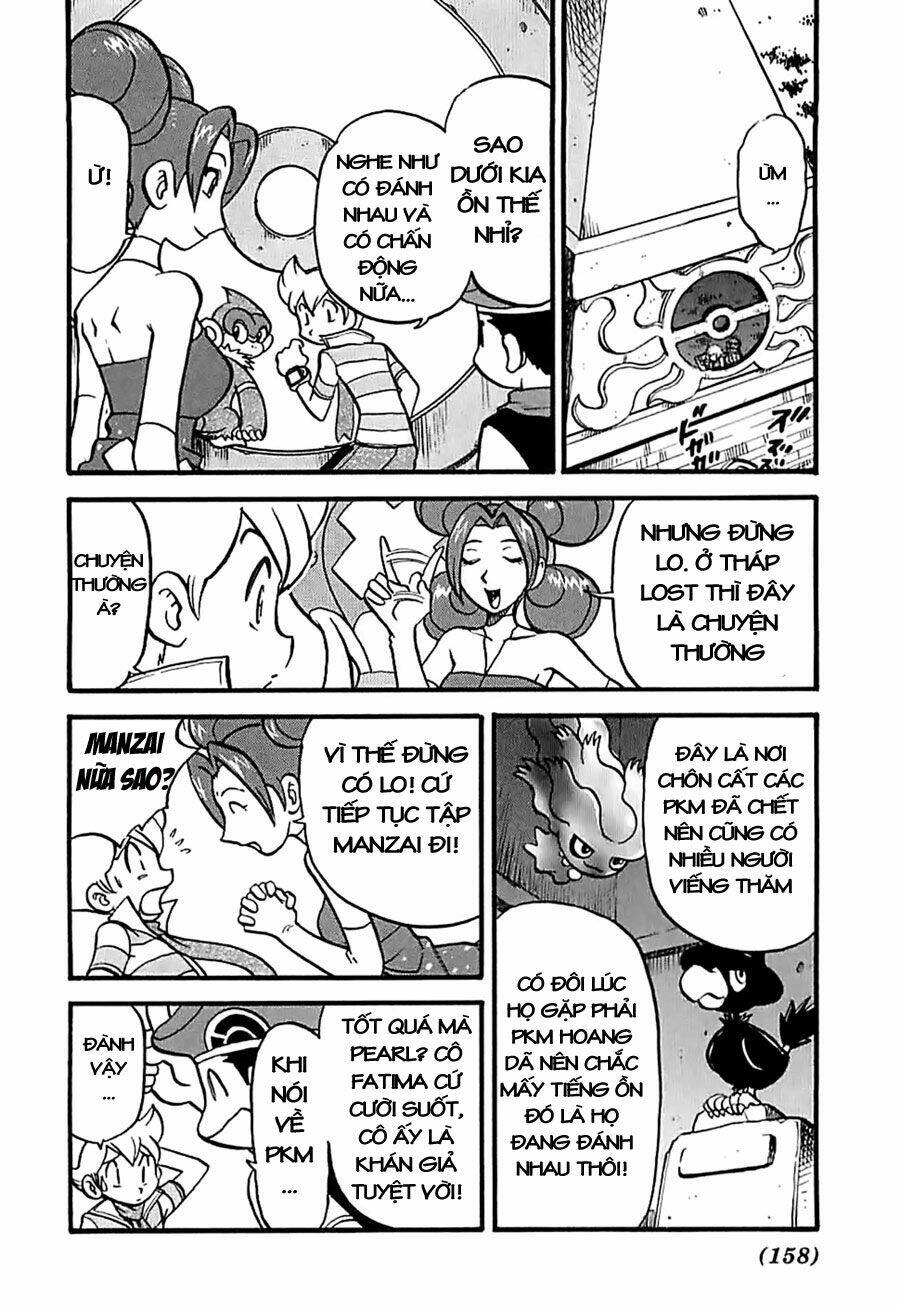 ỪM
...
SAO
DƯỚI KIA
ỒN THẾ
NHỈ?
NGHE NHƯ
CÓ ĐÁNH
NHAU VÀ
CÓ CHẤN
ĐỘNG
NỮA...
Ừ!
NHƯNG ĐỪNG
LO. Ở THÁP
LOST THÌ ĐÂY
LÀ CHUYỆN
THƯỜNG
CHUYỆN
THƯỜNG
À?
ĐÂY LÀ NƠI
CHÔN CẤT CÁC
PKM ĐÃ CHẾT
NÊN CŨNG CÓ
NHIỀU NGƯỜI
VIẾNG THĂM
CÓ ĐÔI LÚC
HỌ GẶP PHẢI
PKM HOANG
DÃ NÊN CHẮC
MẤY TIẾNG ỒN
ĐÓ LÀ HỌ
ĐANG ĐÁNH
NHAU THÔI!
VÌ THẾ ĐỪNG
CÓ LO! CỨ
TIẾP TỤC TẬP
MANZAI ĐI!
MANZAI
NỮA SAO?
TỐT QUÁ MÀ
PEARL? CÔ
FATIMA CỨ
CƯỜI SUỐT,
CÔ ẤY LÀ
KHÁN GIẢ
TUYỆT VỜI!
KHI
NÓI
VỀ
PKM
...
ĐÀNH
VẬY
...
(158)